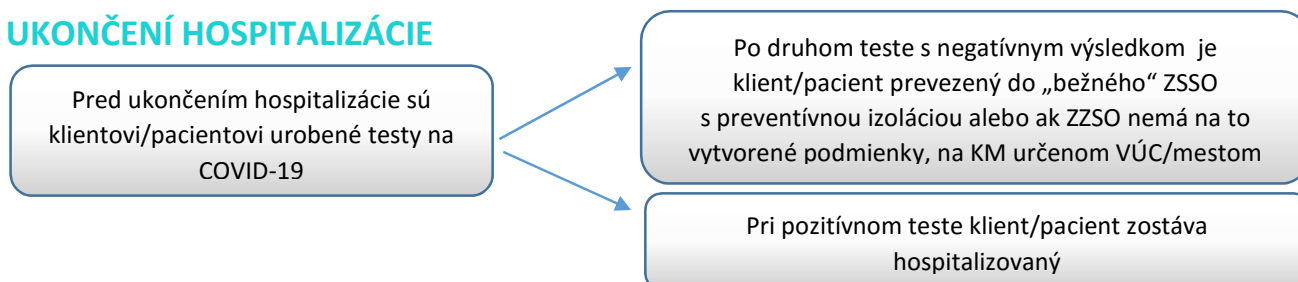 UKONČENÍ HOSPITALIZÁCIE
Pred ukončením hospitalizácie sú
klientovi/pacientovi urobené testy na
COVID-19
Po druhom teste s negatívnym výsledkom je
klient/pacient prevezený do „bežného“ ZSSO
s preventívnou izoláciou alebo ak ZZSO nemá na to
vytvorené podmienky, na KM určenom VÚC/mestom
Pri pozitívnom teste klient/pacient zostáva
hospitalizovaný